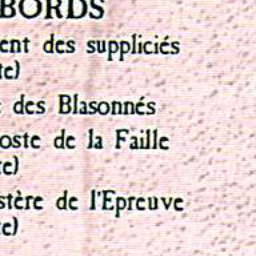 BORDS
ent des suppliciés
te)
des Blasonnés
oste de la Faille
te)
stère de l'Epreuve
te)